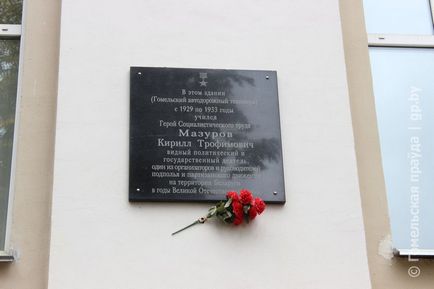 В этом здании
(Гомельский автодорожный техникум)
с 1929 по 1933 годы
учился
Герой Социалистического труда
Мазуров
Кирилл Трофимович
видный политический и
государственный деятель,
один из организаторов и руководителей
подполья и партизанского движения
на территории Беларуси
в годы Великой Отечественной
© Гомельская праўда | gp.by